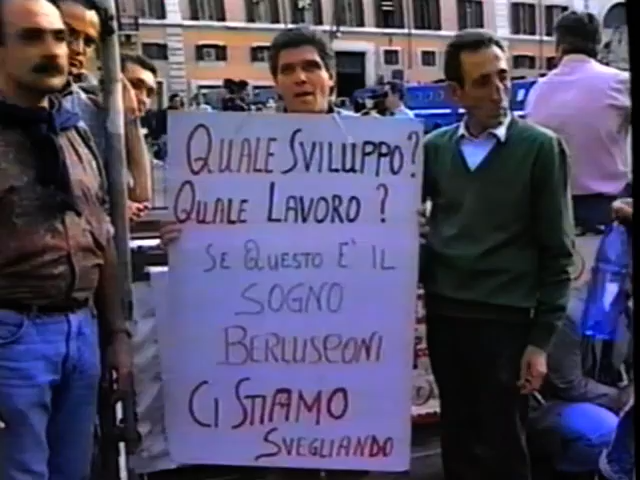 QUALE SVILUPPO?
QUALE LAVORO?
SE QUESTO E' IL
SOGNO
BERLUSCONI
CI STIAMO
SVEGLIANDO